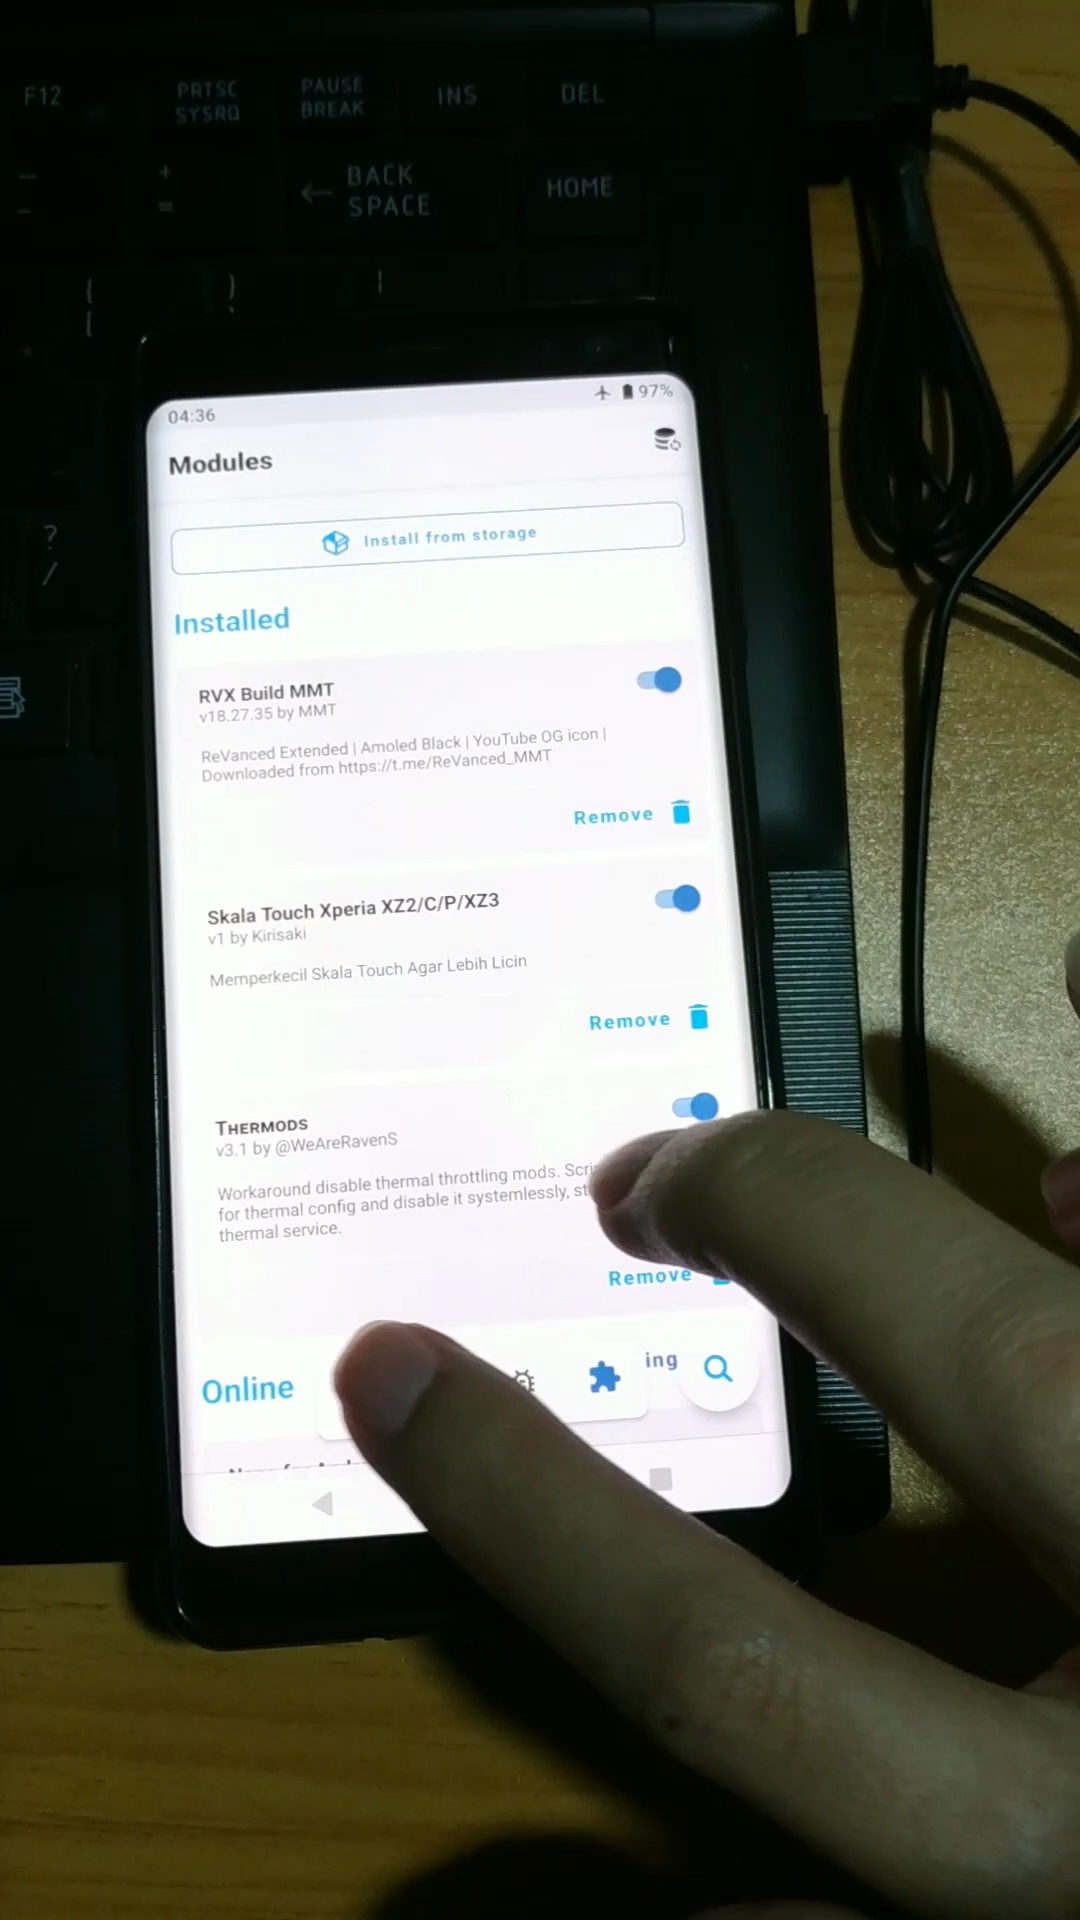 F12
PRTSC
SYSRQ
PAUSE
BREAK
INS
DEL
BACK
SPACE
HOME
04:36
97%
Modules
Install from storage
Installed
RVX Build MMT
v18.27.35 by MMT
ReVanced Extended | Amoled Black | YouTube OG icon |
Downloaded from https://t.me/ReVanced_MMT
Remove
Skala Touch Xperia XZ2/C/P/XZ3
v1 by Kirisaki
Memperkecil Skala Touch Agar Lebih Licin
Remove
THERMODS
v3.1 by @WeAreRavenS
Workaround disable thermal throttling mods.
for thermal config and disable it systemlessly,
thermal service.
Remove
Online
ing